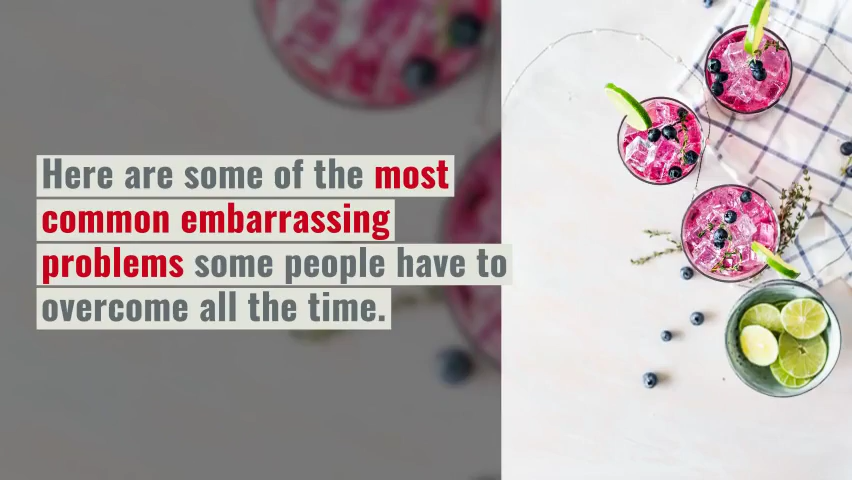 Here are some of the most
common embarrassing
problems some people have to
overcome all the time.